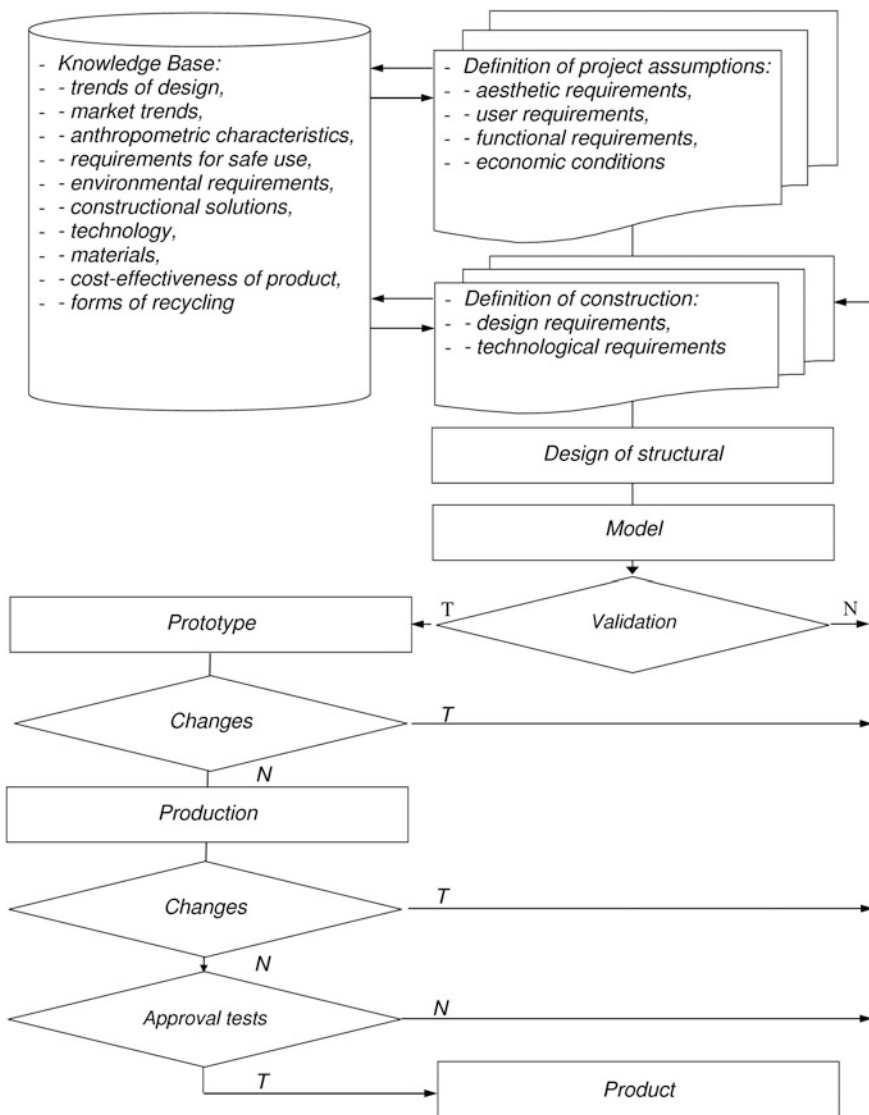 - Knowledge Base:
- - trends of design,
- - market trends,
- - anthropometric characteristics,
- - requirements for safe use,
- - environmental requirements,
- - constructional solutions,
- - technology,
- - materials,
- - cost-effectiveness of product,
- - forms of recycling
- Definition of project assumptions:
- - aesthetic requirements,
- - user requirements,
- - functional requirements,
- - economic conditions
- Definition of construction:
- - design requirements,
- - technological requirements
Design of structural
Model
T
Validation
N
Prototype
Changes
T
N
Production
Changes
T
N
Approval tests
N
T
Product